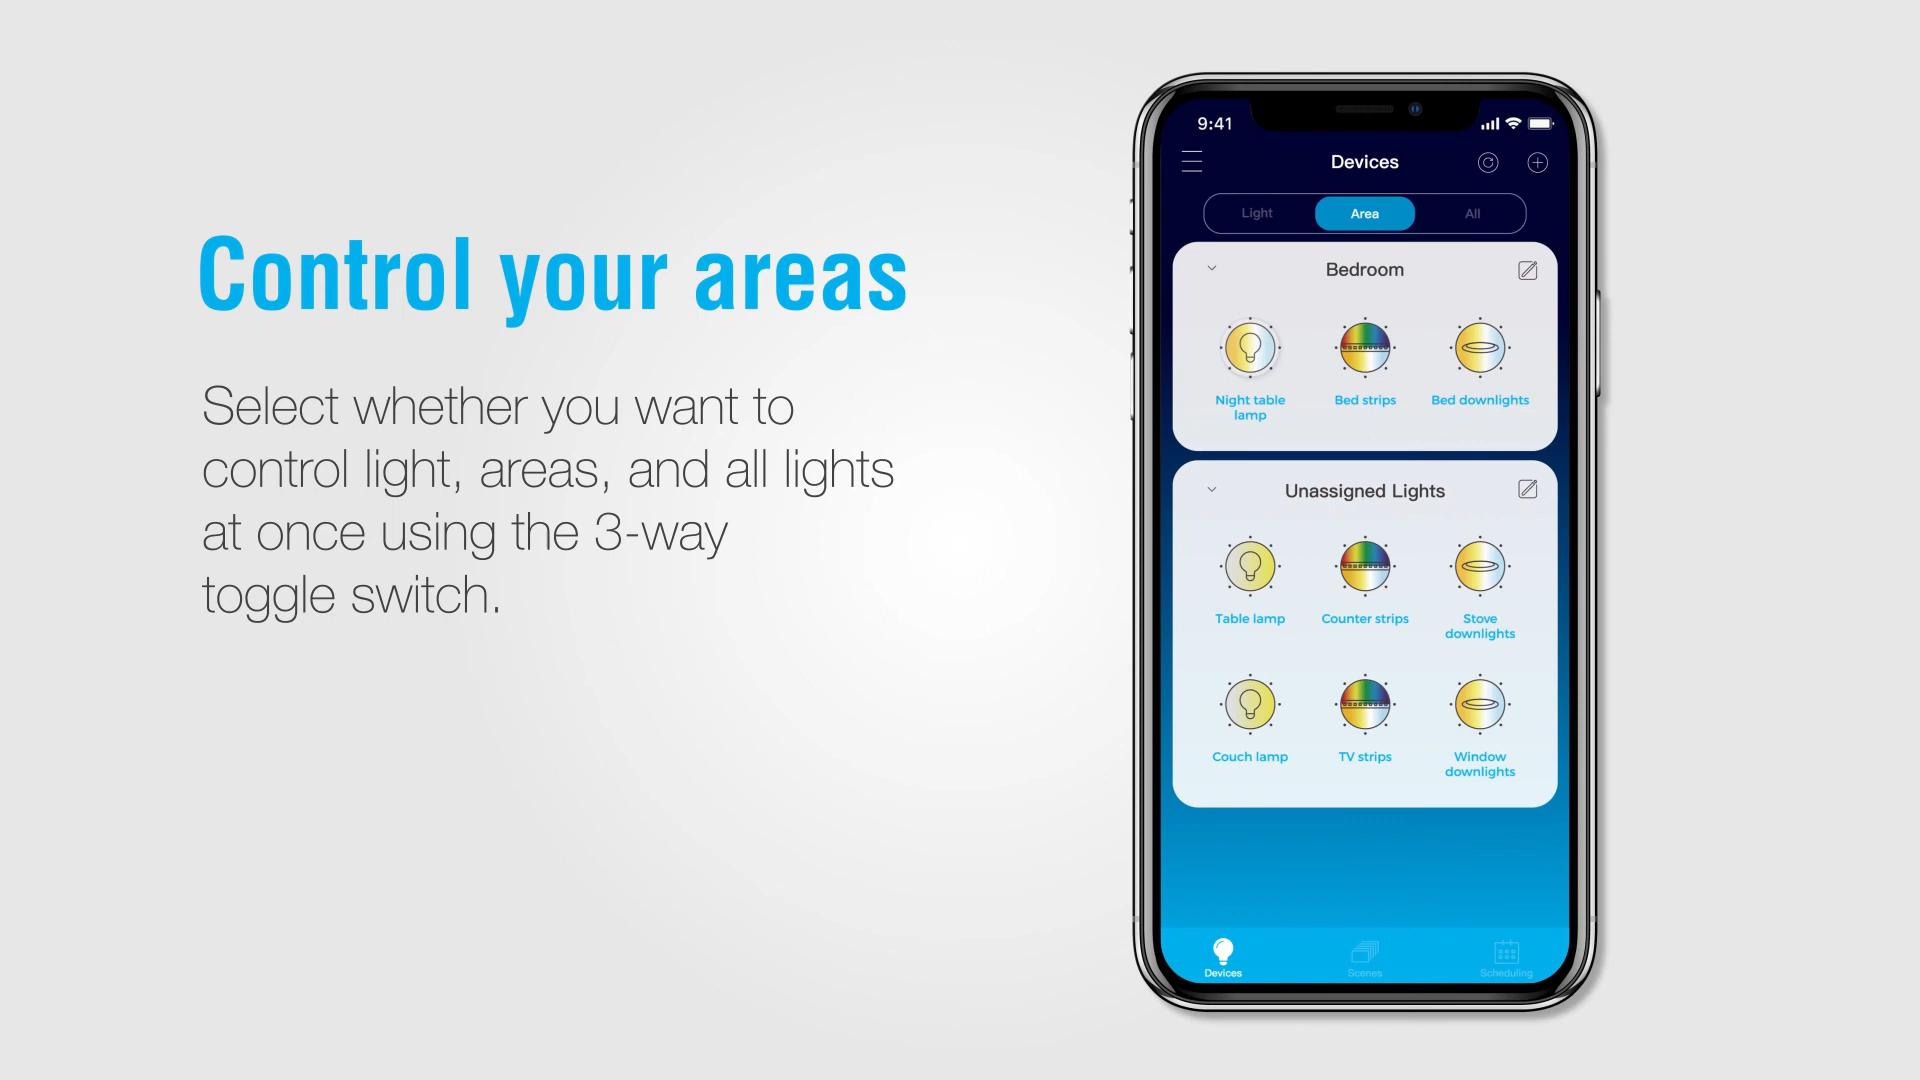 Control your areas
Select whether you want to
control light, areas, and all lights
at once using the 3-way
toggle switch.
9:41
Devices
Light Area All
Bedroom
Night table
lamp
Bed strips
Bed downlights
Unassigned Lights
Table lamp
Counter strips
Stove
downlights
Couch lamp
TV strips
Window
downlights
Devices Scenes Scheduling